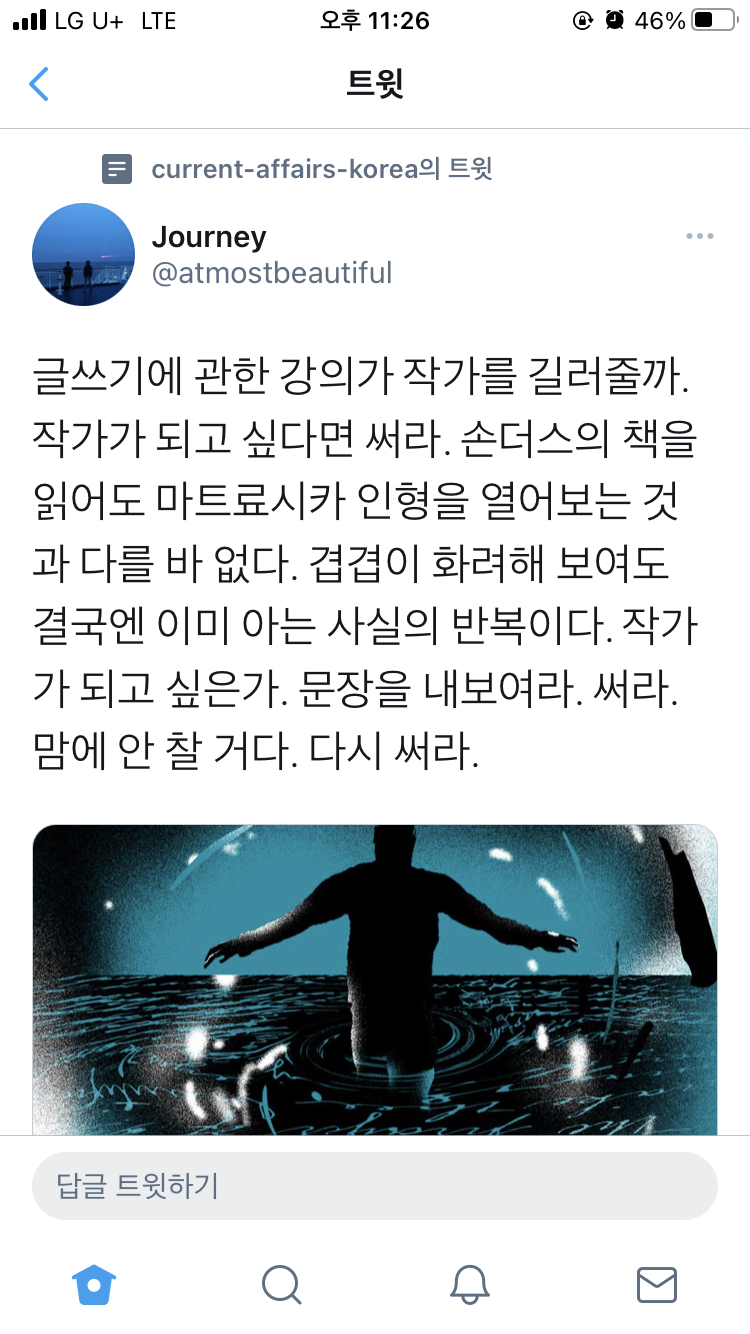 LG U+ LTE 오후 11:26 46%
트윗
current-affairs-korea의 트윗
Journey
@atmostbeautiful
글쓰기에 관한 강의가 작가를 길러줄까.
작가가 되고 싶다면 써라. 손더스의 책을
읽어도 마트료시카 인형을 열어보는 것
과 다를 바 없다. 겹겹이 화려해 보여도
결국엔 이미 아는 사실의 반복이다. 작가
가 되고 싶은가. 문장을 내보여라. 써라.
맘에 안 찰 거다. 다시 써라.
답글 트윗하기